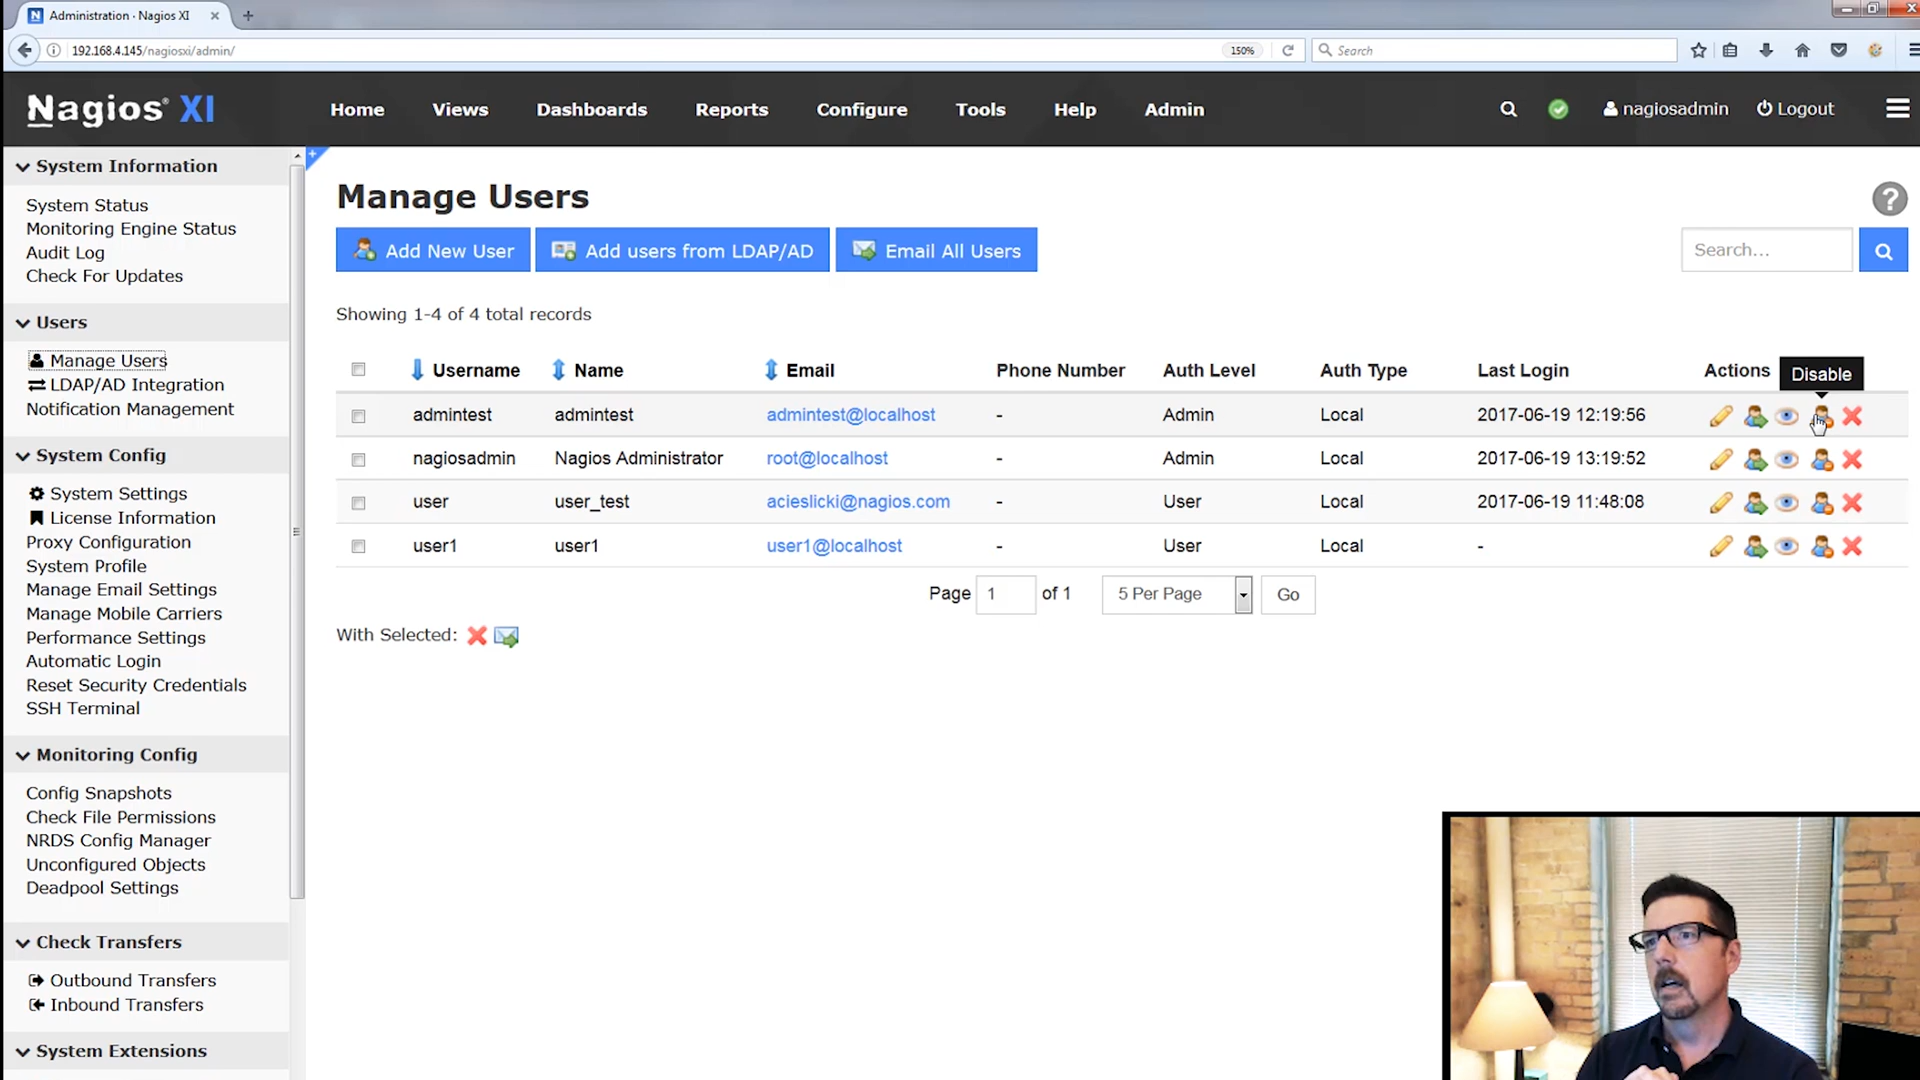 Administration · Nagios XI
192.168.4.145/nagiosxi/admin/
150%
Search
Nagios® XI
Home
Views
Dashboards
Reports
Configure
Tools
Help
Admin
nagiosadmin
Logout
System Information
System Status
Monitoring Engine Status
Audit Log
Check For Updates
Users
Manage Users
LDAP/AD Integration
Notification Management
System Config
System Settings
License Information
Proxy Configuration
System Profile
Manage Email Settings
Manage Mobile Carriers
Performance Settings
Automatic Login
Reset Security Credentials
SSH Terminal
Monitoring Config
Config Snapshots
Check File Permissions
NRDS Config Manager
Unconfigured Objects
Deadpool Settings
Check Transfers
Outbound Transfers
Inbound Transfers
System Extensions
Manage Users
?
Add New User
Add users from LDAP/AD
Email All Users
Search...
Showing 1-4 of 4 total records
Username Name Email Phone Number Auth Level Auth Type Last Login Actions
Disable
admintest admintest admintest@localhost - Admin Local 2017-06-19 12:19:56
nagiosadmin Nagios Administrator root@localhost - Admin Local 2017-06-19 13:19:52
user user_test acieslicki@nagios.com - User Local 2017-06-19 11:48:08
user1 user1 user1@localhost - User Local -
Page 1 of 1 5 Per Page Go
With Selected: